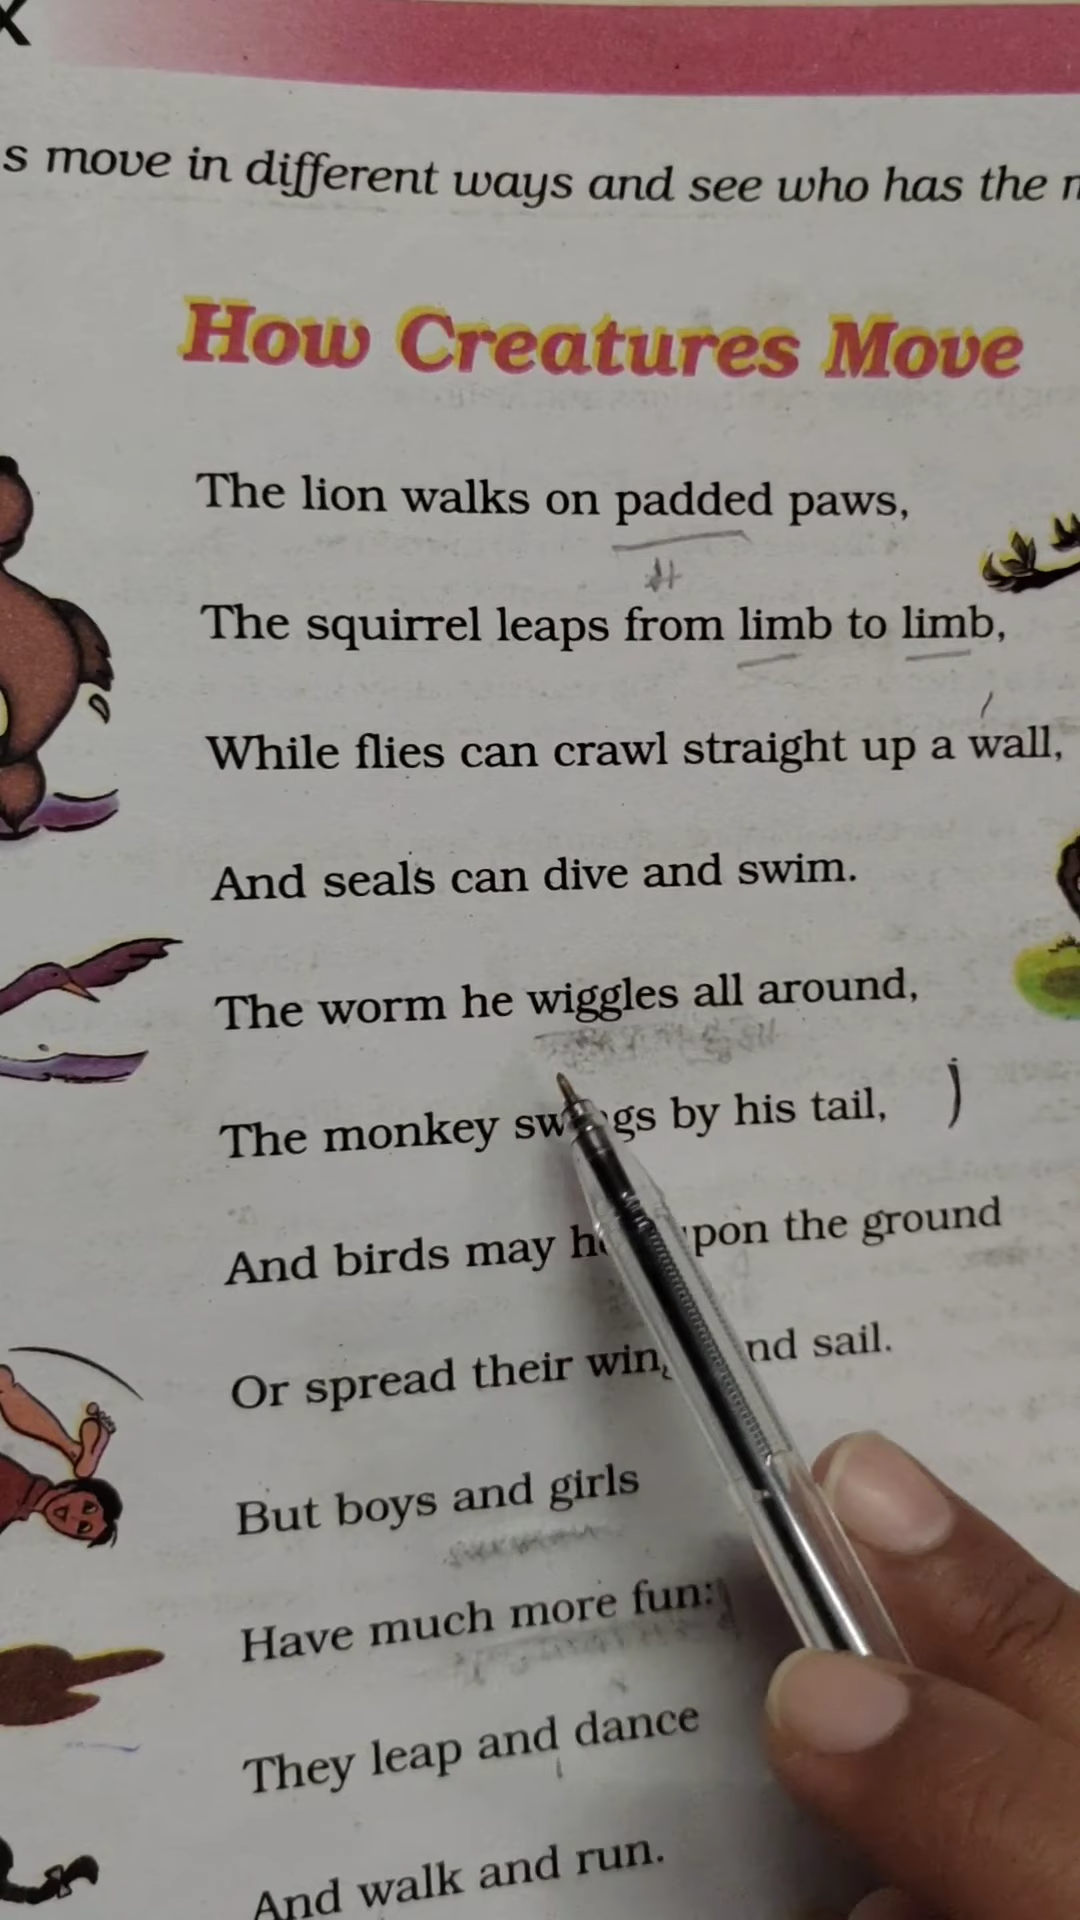 s move in different ways and see who has the
How Creatures Move
The lion walks on padded paws,
The squirrel leaps from limb to limb,
While flies can crawl straight up a wall,
And seals can dive and swim.
The worm he wiggles all around,
The monkey swings by his tail,
And birds may upon the ground
Or spread their wings and sail.
But boys and girls
Have much more fun:
They leap and dance
And walk and run.